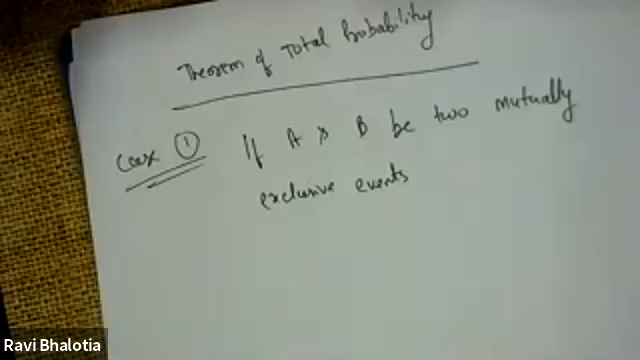 Theorem of Total Probability
Case ① If A & B be two mutually
exclusive events
Ravi Bhalotia